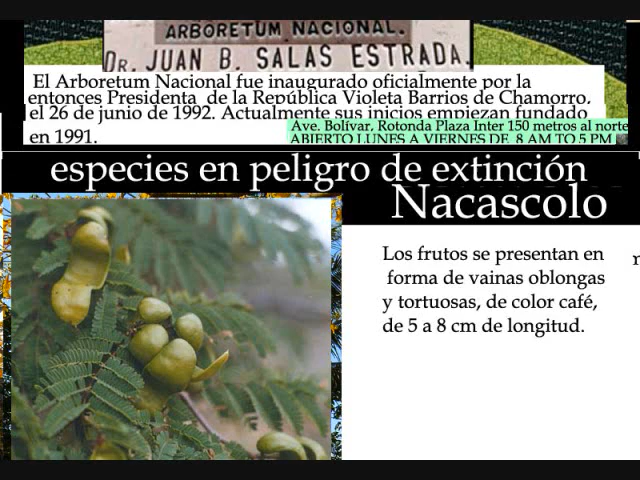 ARBORETUM NACIONAL.
Dr. JUAN B. SALAS ESTRADA.
El Arboretum Nacional fue inaugurado oficialmente por la
entonces Presidenta de la República Violeta Barrios de Chamorro,
el 26 de junio de 1992. Actualmente sus inicios empiezan fundado
en 1991.
Ave. Bolívar, Rotonda Plaza Inter 150 metros al norte
ABIERTO LUNES A VIERNES DE 8 AM TO 5 PM
especies en peligro de extinción
Nacascolo
Los frutos se presentan en
forma de vainas oblongas
y tortuosas, de color café,
de 5 a 8 cm de longitud.